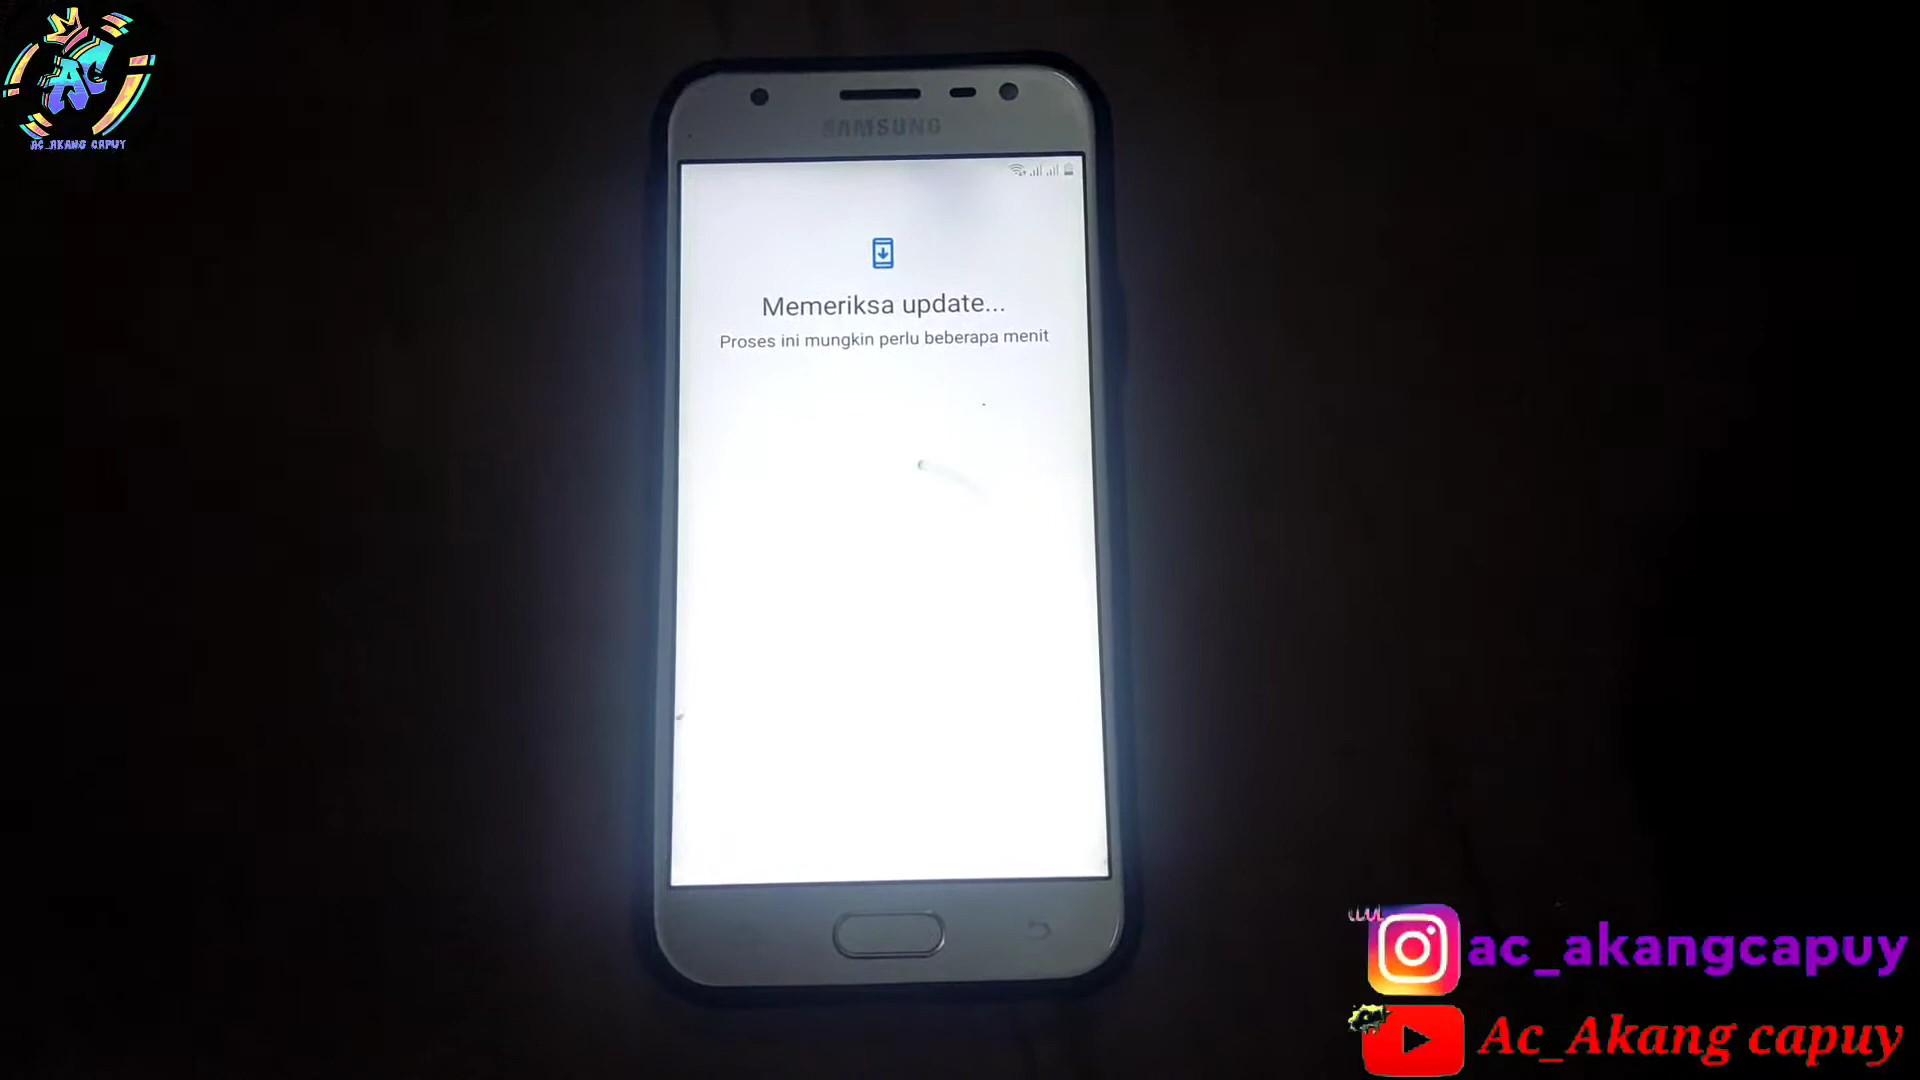 AC
AC_AKANG CAPUY
SAMSUNG
Memeriksa update...
Proses ini mungkin perlu beberapa menit
ac_akangcapuy
Ac_Akang capuy